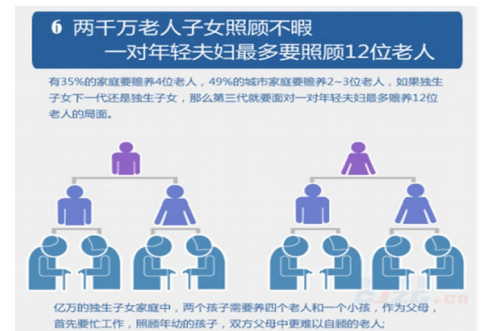 6 两千万老人子女照顾不暇
一对年轻夫妇最多要照顾12位老人
有35%的家庭要赡养4位老人，49%的城市家庭要赡养2~3位老人，如果独生
子女下一代还是独生子女，那么第三代就要面对一对年轻夫妇最多赡养12位
老人的局面。
亿万的独生子女家庭中，两个孩子需要养四个老人和一个小孩，作为父母，
首先要忙工作，照顾年幼的孩子，双方父母中更难以自顾的老人;